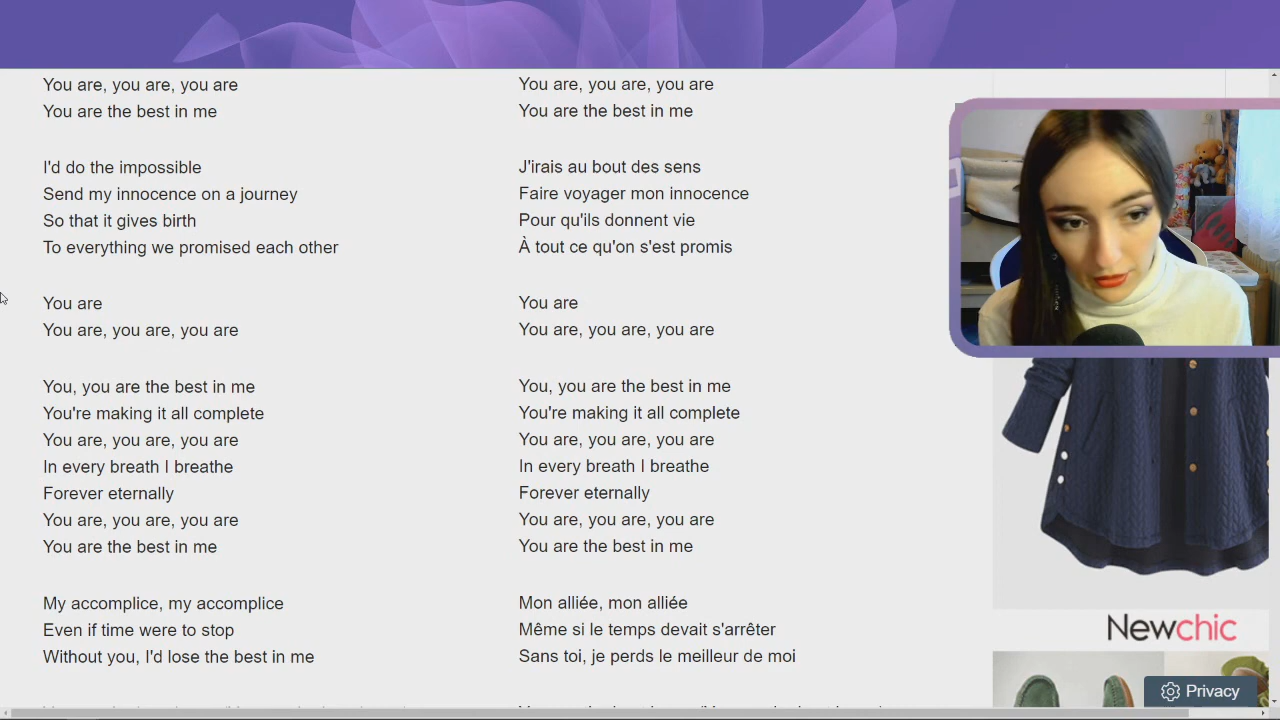 You are, you are, you are
You are the best in me
I'd do the impossible
Send my innocence on a journey
So that it gives birth
To everything we promised each other
You are
You are, you are, you are
You, you are the best in me
You're making it all complete
You are, you are, you are
In every breath I breathe
Forever eternally
You are, you are, you are
You are the best in me
My accomplice, my accomplice
Even if time were to stop
Without you, I'd lose the best in me
You are, you are, you are
You are the best in me
J'irais au bout des sens
Faire voyager mon innocence
Pour qu'ils donnent vie
À tout ce qu'on s'est promis
You are
You are, you are, you are
You, you are the best in me
You're making it all complete
You are, you are, you are
In every breath I breathe
Forever eternally
You are, you are, you are
You are the best in me
Mon alliée, mon alliée
Même si le temps devait s'arrêter
Sans toi, je perds le meilleur de moi
Newchic
Privacy